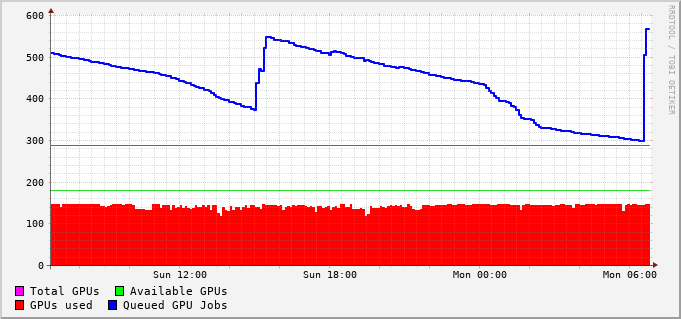 600
500
400
300
200
100
0
Sun 12:00 Sun 18:00 Mon 00:00 Mon 06:00
Total GPUs Available GPUs
GPUs used Queued GPU Jobs
RRDTOOL / TOBI OETIKER